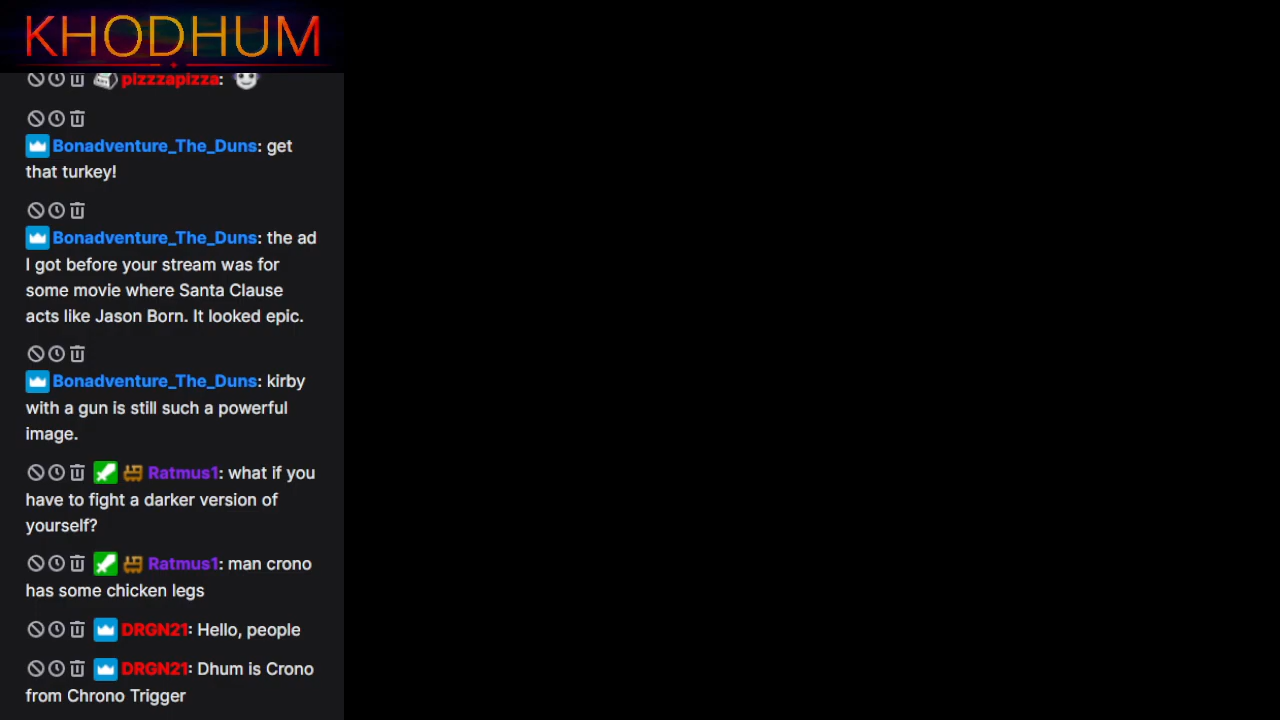 KHODHUM
pizzzapizza:
Bonadventure_The_Duns: get
that turkey!
Bonadventure_The_Duns: the ad
I got before your stream was for
some movie where Santa Clause
acts like Jason Born. It looked epic.
Bonadventure_The_Duns: kirby
with a gun is still such a powerful
image.
Ratmus1: what if you
have to fight a darker version of
yourself?
Ratmus1: man crono
has some chicken legs
DRGN21: Hello, people
DRGN21: Dhum is Crono
from Chrono Trigger